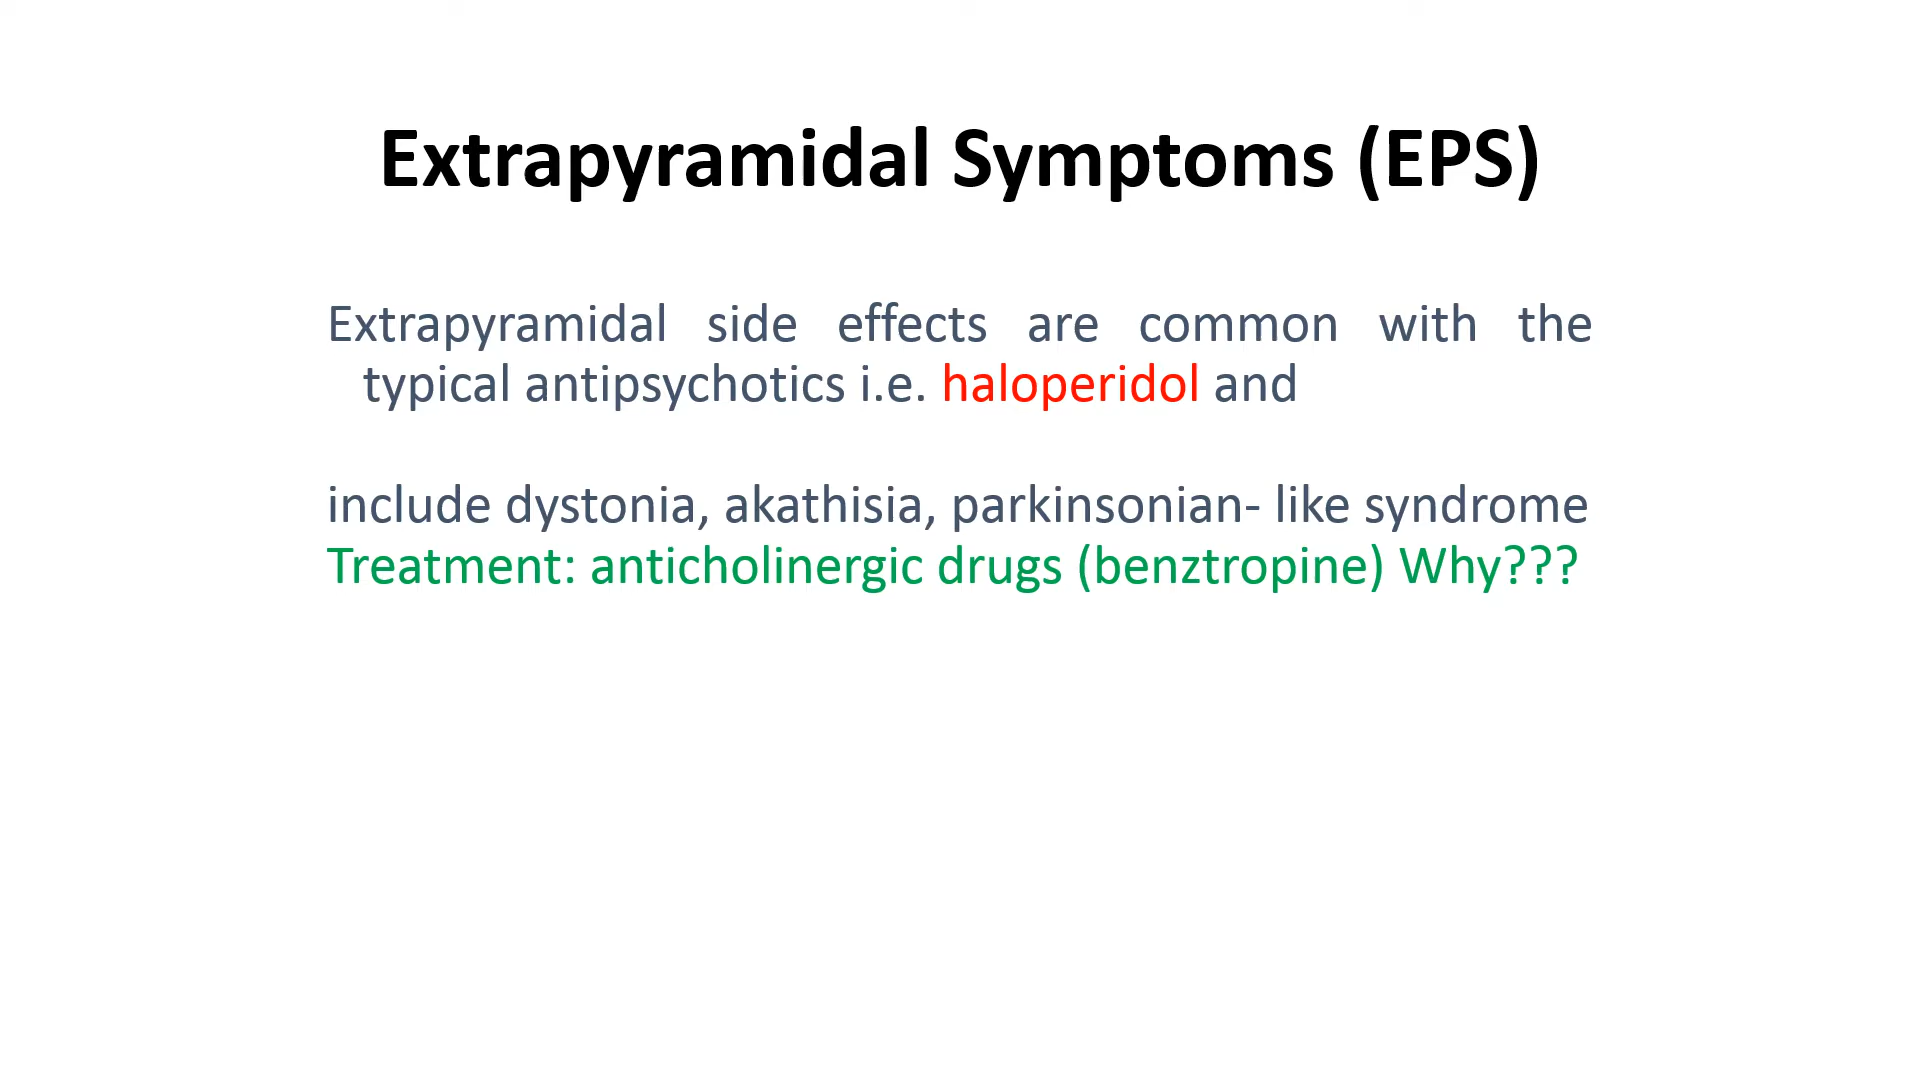 Extrapyramidal Symptoms (EPS)
Extrapyramidal side effects are common with the
typical antipsychotics i.e. haloperidol and
include dystonia, akathisia, parkinsonian- like syndrome
Treatment: anticholinergic drugs (benztropine) Why???